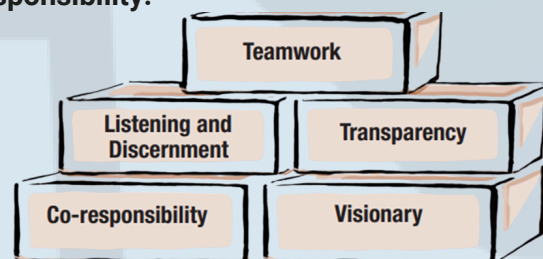 Teamwork
Listening and
Discernment
Transparency
Co-responsibility
Visionary